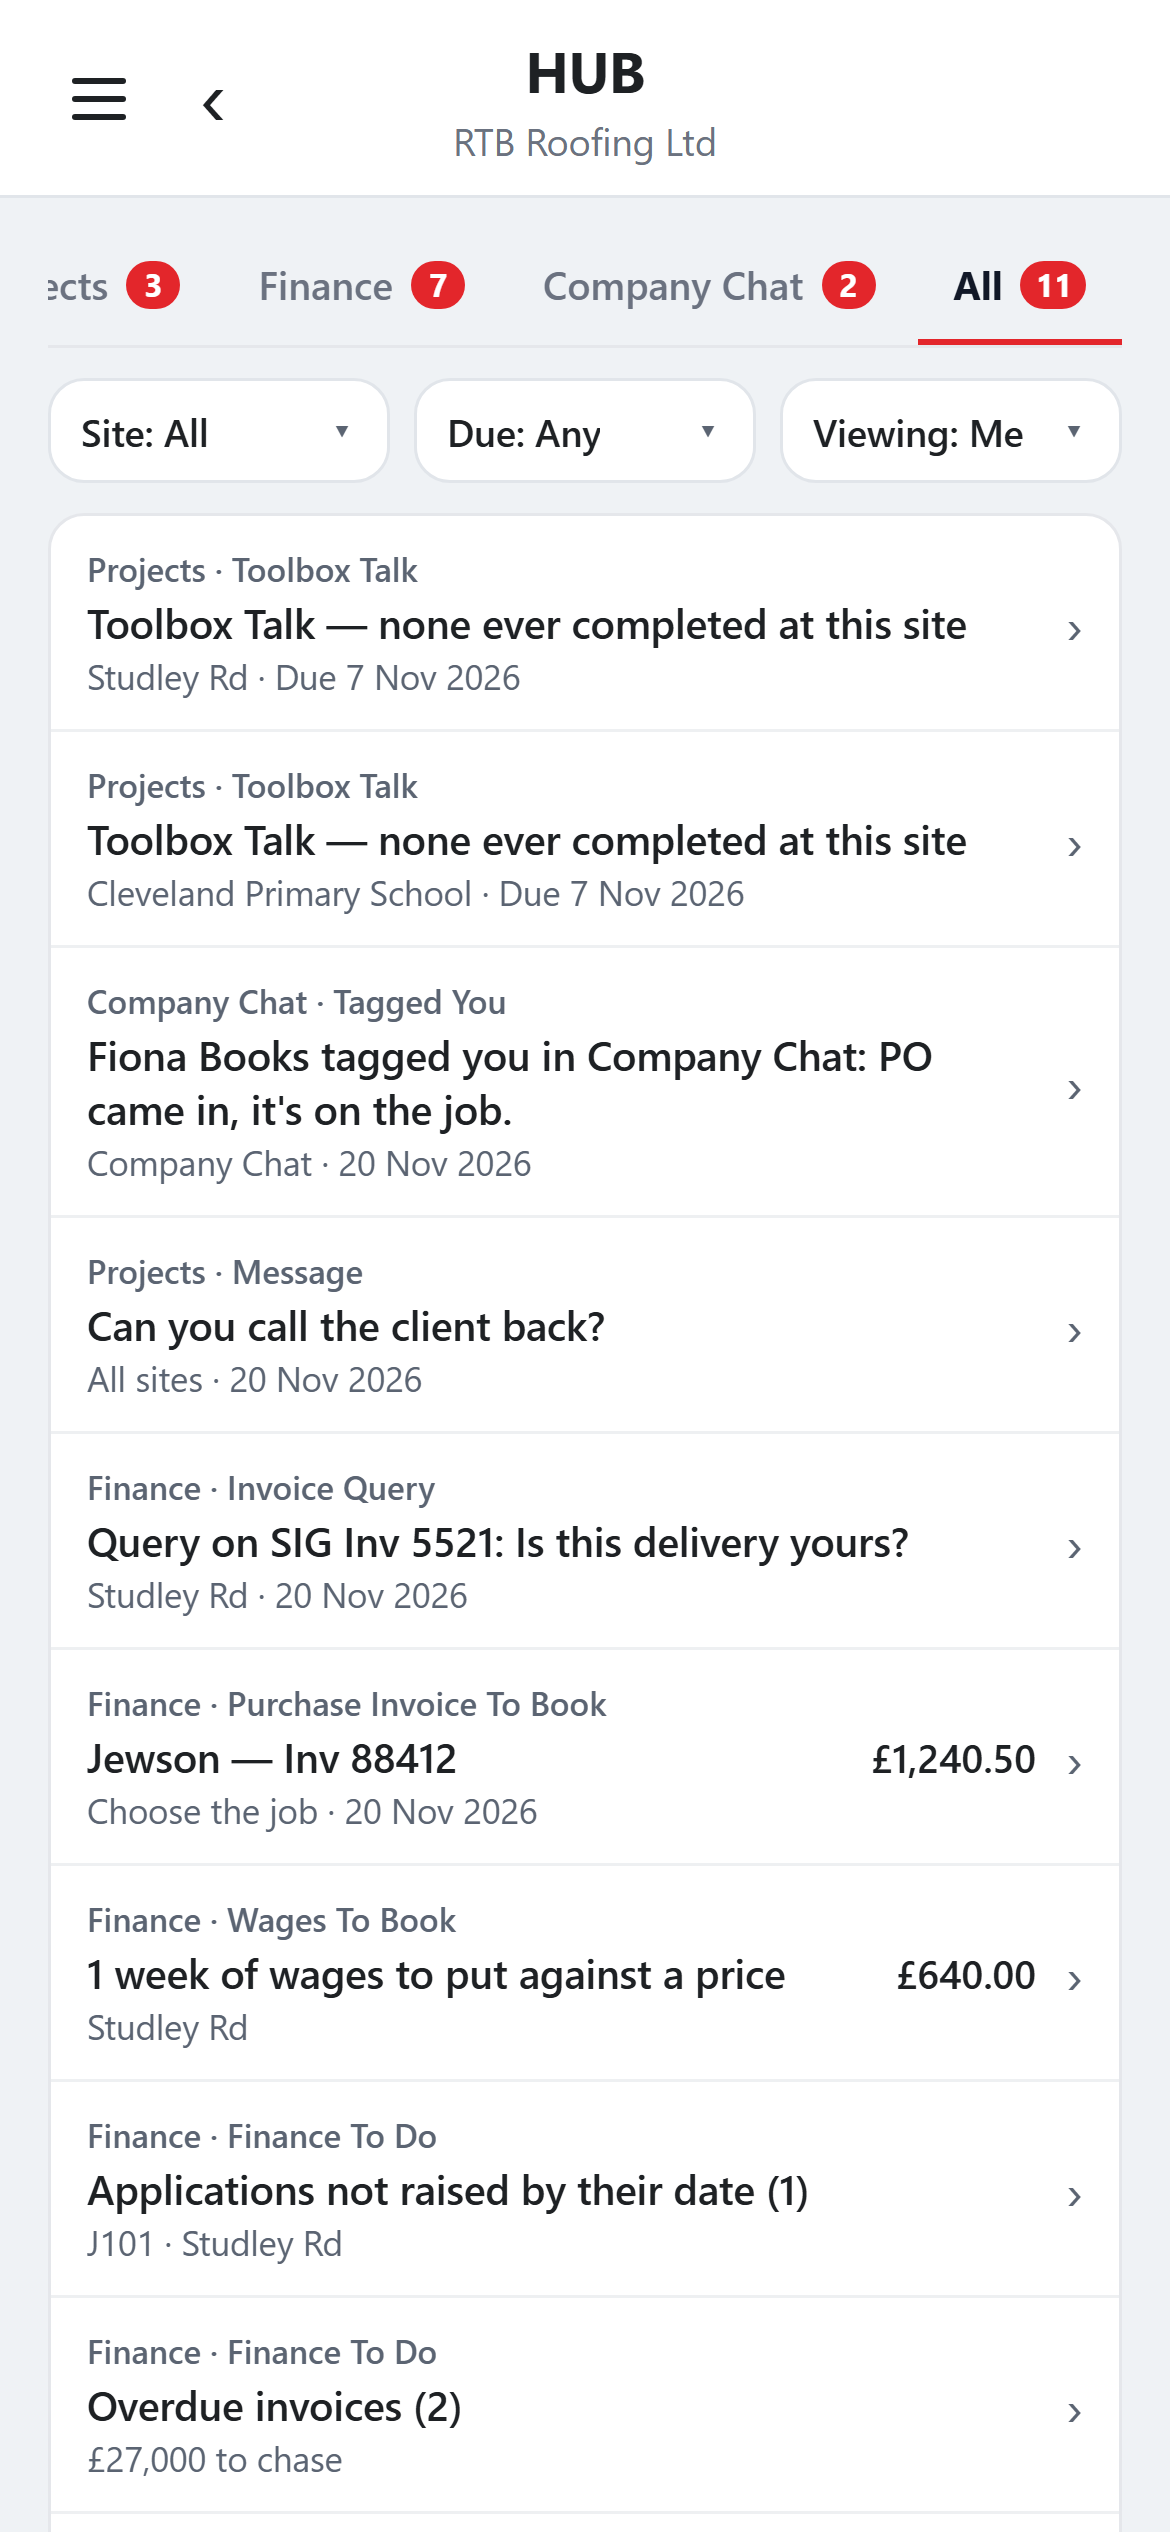 HUB
RTB Roofing Ltd
ects 3 Finance 7 Company Chat 2 All 11
Site: All ▼ Due: Any ▼ Viewing: Me ▼
Projects · Toolbox Talk
Toolbox Talk — none ever completed at this site
Studley Rd · Due 7 Nov 2026
Projects · Toolbox Talk
Toolbox Talk — none ever completed at this site
Cleveland Primary School · Due 7 Nov 2026
Company Chat · Tagged You
Fiona Books tagged you in Company Chat: PO
came in, it's on the job.
Company Chat · 20 Nov 2026
Projects · Message
Can you call the client back?
All sites · 20 Nov 2026
Finance · Invoice Query
Query on SIG Inv 5521: Is this delivery yours?
Studley Rd · 20 Nov 2026
Finance · Purchase Invoice To Book
Jewson — Inv 88412 £1,240.50
Choose the job · 20 Nov 2026
Finance · Wages To Book
1 week of wages to put against a price £640.00
Studley Rd
Finance · Finance To Do
Applications not raised by their date (1)
J101 · Studley Rd
Finance · Finance To Do
Overdue invoices (2)
£27,000 to chase